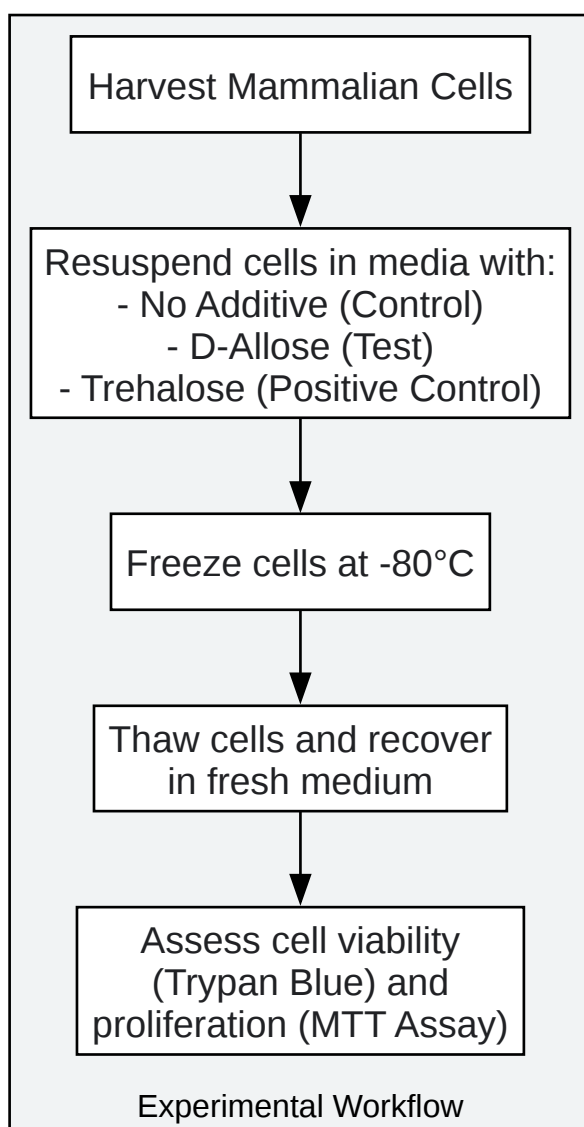 Harvest Mammalian Cells
Resuspend cells in media with:
- No Additive (Control)
- D-Allose (Test)
- Trehalose (Positive Control)
Freeze cells at -80°C
Thaw cells and recover
in fresh medium
Assess cell viability
(Trypan Blue) and
proliferation (MTT Assay)
Experimental Workflow